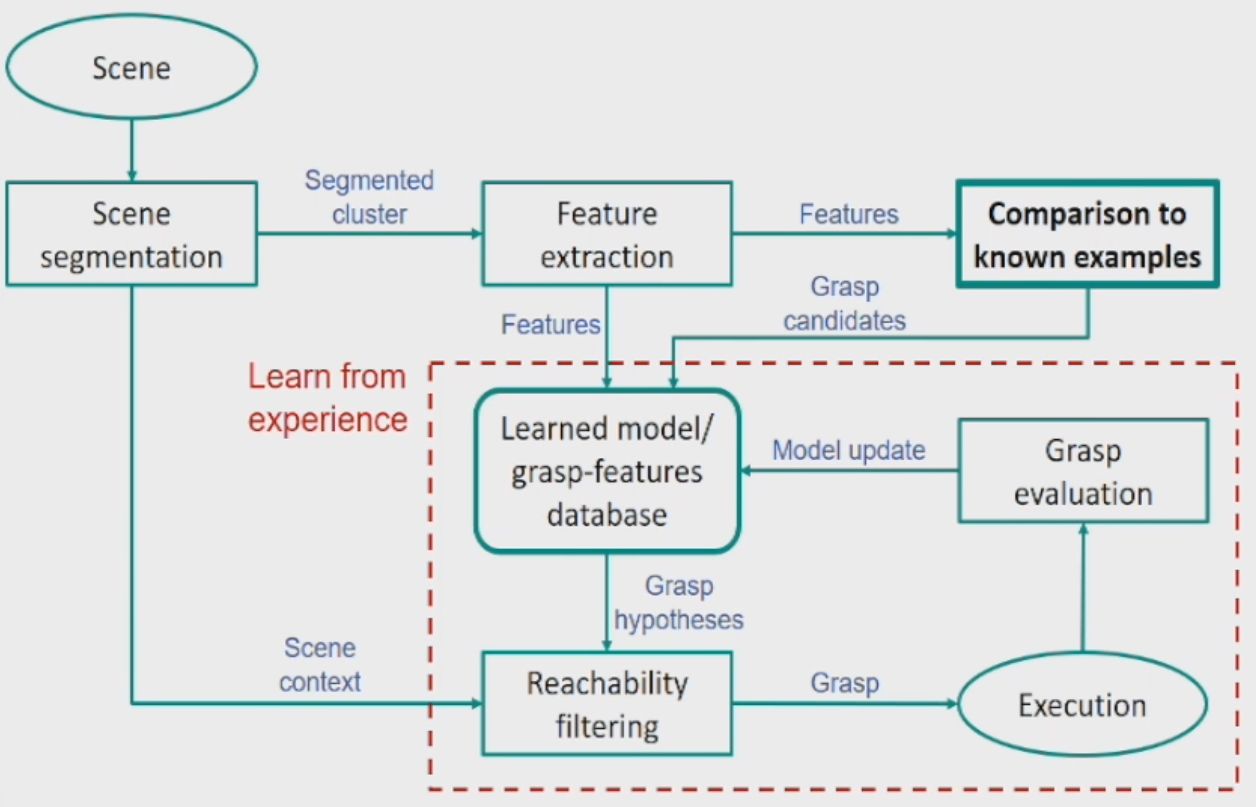 Scene
Scene
segmentation
Segmented
cluster
Feature
extraction
Features
Comparison to
known examples
Features
Grasp
candidates
Learn from
experience
Learned model/
grasp-features
database
Model update
Grasp
evaluation
Grasp
hypotheses
Scene
context
Reachability
filtering
Grasp
Execution